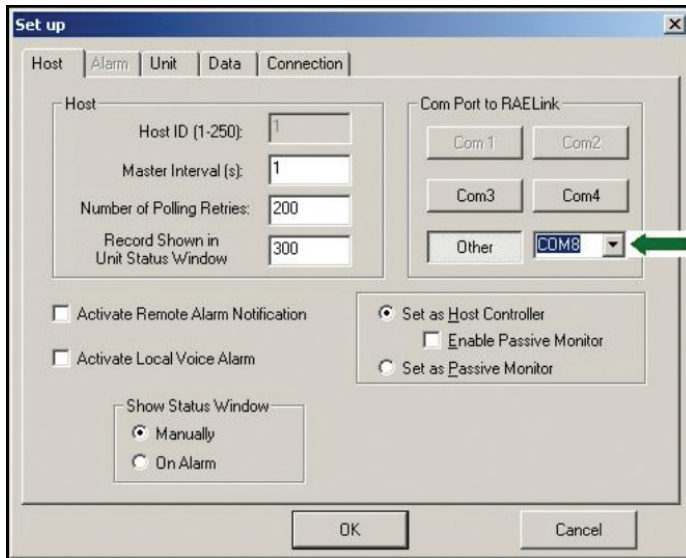 Set up
Host Alarm Unit Data Connection
Host
Host ID (1-250): 1
Master Interval (s): 1
Number of Polling Retries: 200
Record Shown in
Unit Status Window 300
Com Port to RAELink
Com 1 Com2
Com3 Com4
Other COM8
Activate Remote Alarm Notification
Activate Local Voice Alarm
Set as Host Controller
Enable Passive Monitor
Set as Passive Monitor
Show Status Window
Manually
On Alarm
OK Cancel